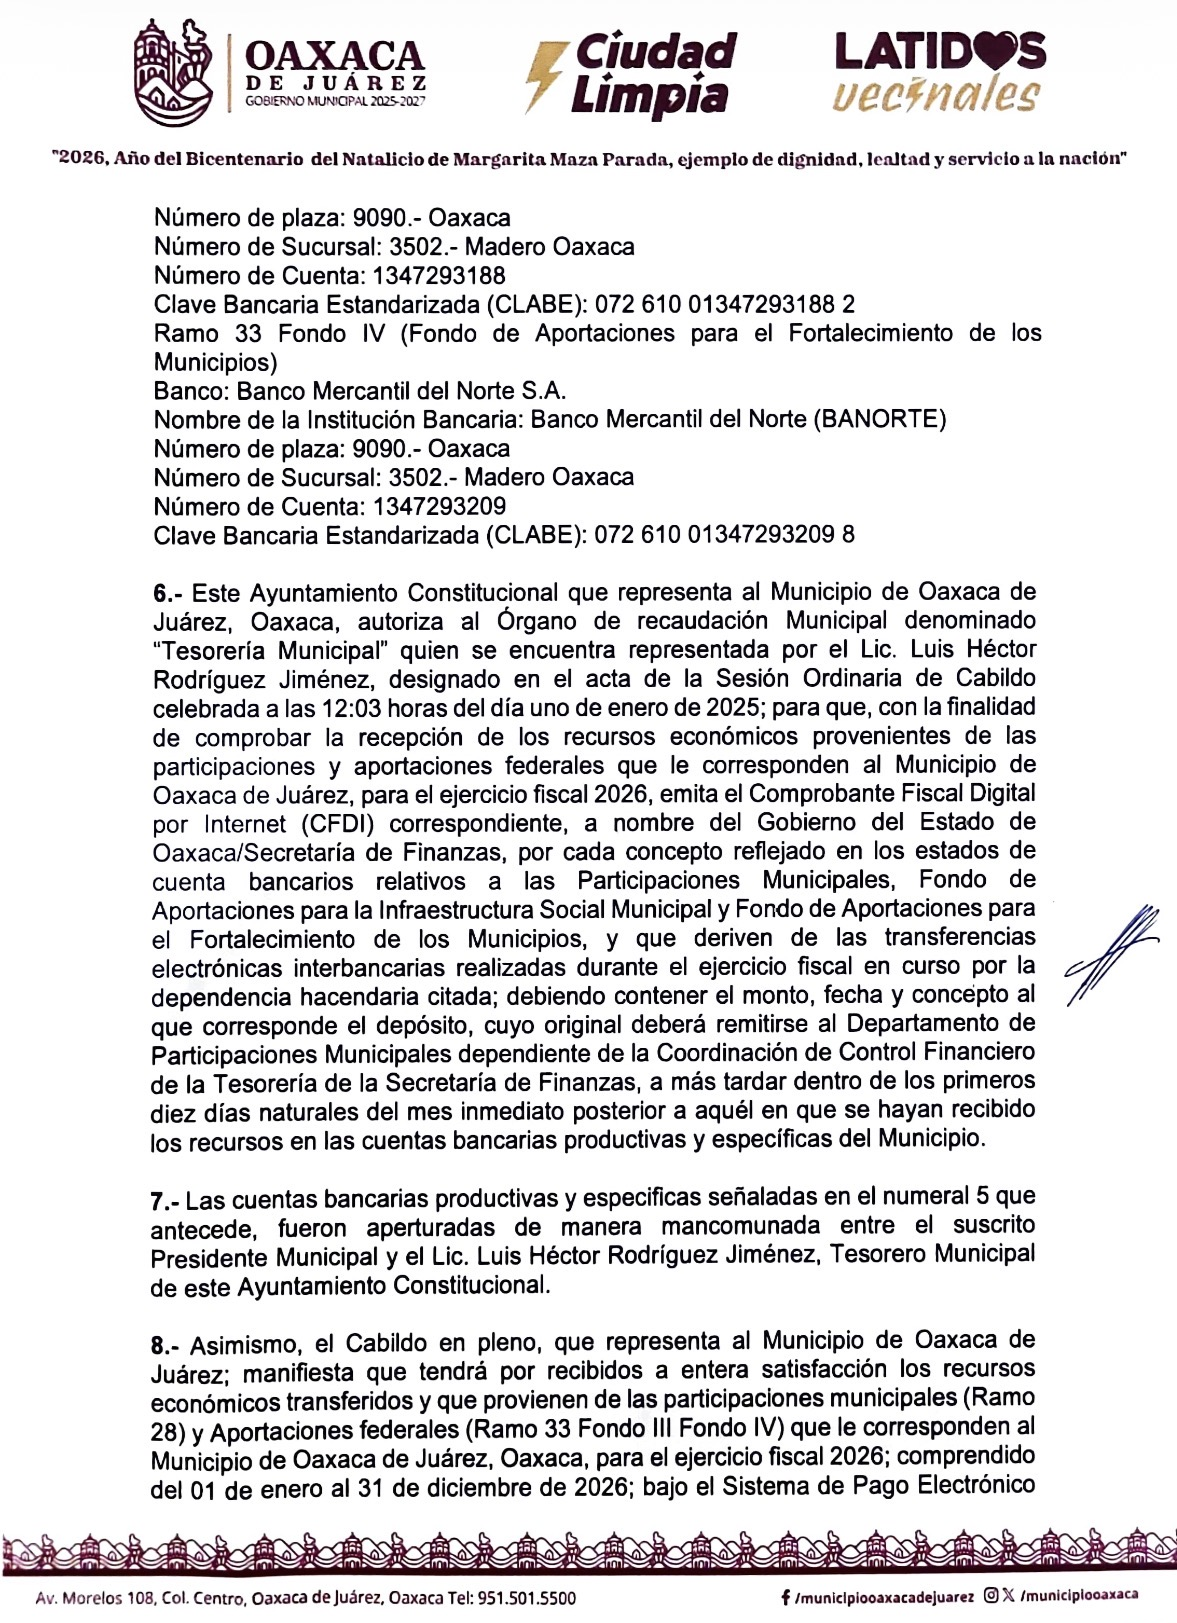 OAXACA
DE JUÁREZ
GOBIERNO MUNICIPAL 2025-2027
Ciudad
Limpia
LATIDOS
vecinales
"2026, Año del Bicentenario del Natalicio de Margarita Maza Parada, ejemplo de dignidad, lealtad y servicio a la nación"
Número de plaza: 9090.- Oaxaca
Número de Sucursal: 3502.- Madero Oaxaca
Número de Cuenta: 1347293188
Clave Bancaria Estandarizada (CLABE): 072 610 01347293188 2
Ramo 33 Fondo IV (Fondo de Aportaciones para el Fortalecimiento de los
Municipios)
Banco: Banco Mercantil del Norte S.A.
Nombre de la Institución Bancaria: Banco Mercantil del Norte (BANORTE)
Número de plaza: 9090.- Oaxaca
Número de Sucursal: 3502.- Madero Oaxaca
Número de Cuenta: 1347293209
Clave Bancaria Estandarizada (CLABE): 072 610 01347293209 8
6.- Este Ayuntamiento Constitucional que representa al Municipio de Oaxaca de
Juárez, Oaxaca, autoriza al Órgano de recaudación Municipal denominado
"Tesorería Municipal" quien se encuentra representada por el Lic. Luis Héctor
Rodríguez Jiménez, designado en el acta de la Sesión Ordinaria de Cabildo
celebrada a las 12:03 horas del día uno de enero de 2025; para que, con la finalidad
de comprobar la recepción de los recursos económicos provenientes de las
participaciones y aportaciones federales que le corresponden al Municipio de
Oaxaca de Juárez, para el ejercicio fiscal 2026, emita el Comprobante Fiscal Digital
por Internet (CFDI) correspondiente, a nombre del Gobierno del Estado de
Oaxaca/Secretaría de Finanzas, por cada concepto reflejado en los estados de
cuenta bancarios relativos a las Participaciones Municipales, Fondo de
Aportaciones para la Infraestructura Social Municipal y Fondo de Aportaciones para
el Fortalecimiento de los Municipios, y que deriven de las transferencias
electrónicas interbancarias realizadas durante el ejercicio fiscal en curso por la
dependencia hacendaria citada; debiendo contener el monto, fecha y concepto al
que corresponde el depósito, cuyo original deberá remitirse al Departamento de
Participaciones Municipales dependiente de la Coordinación de Control Financiero
de la Tesorería de la Secretaría de Finanzas, a más tardar dentro de los primeros
diez días naturales del mes inmediato posterior a aquél en que se hayan recibido
los recursos en las cuentas bancarias productivas y específicas del Municipio.
7.- Las cuentas bancarias productivas y especificas señaladas en el numeral 5 que
antecede, fueron aperturadas de manera mancomunada entre el suscrito
Presidente Municipal y el Lic. Luis Héctor Rodríguez Jiménez, Tesorero Municipal
de este Ayuntamiento Constitucional.
8.- Asimismo, el Cabildo en pleno, que representa al Municipio de Oaxaca de
Juárez; manifiesta que tendrá por recibidos a entera satisfacción los recursos
económicos transferidos y que provienen de las participaciones municipales (Ramo
28) y Aportaciones federales (Ramo 33 Fondo III Fondo IV) que le corresponden al
Municipio de Oaxaca de Juárez, Oaxaca, para el ejercicio fiscal 2026; comprendido
del 01 de enero al 31 de diciembre de 2026; bajo el Sistema de Pago Electrónico
Av. Morelos 108, Col. Centro, Oaxaca de Juárez, Oaxaca Tel: 951.501.5500
/municipiooaxacadejuarez /municipiooaxaca